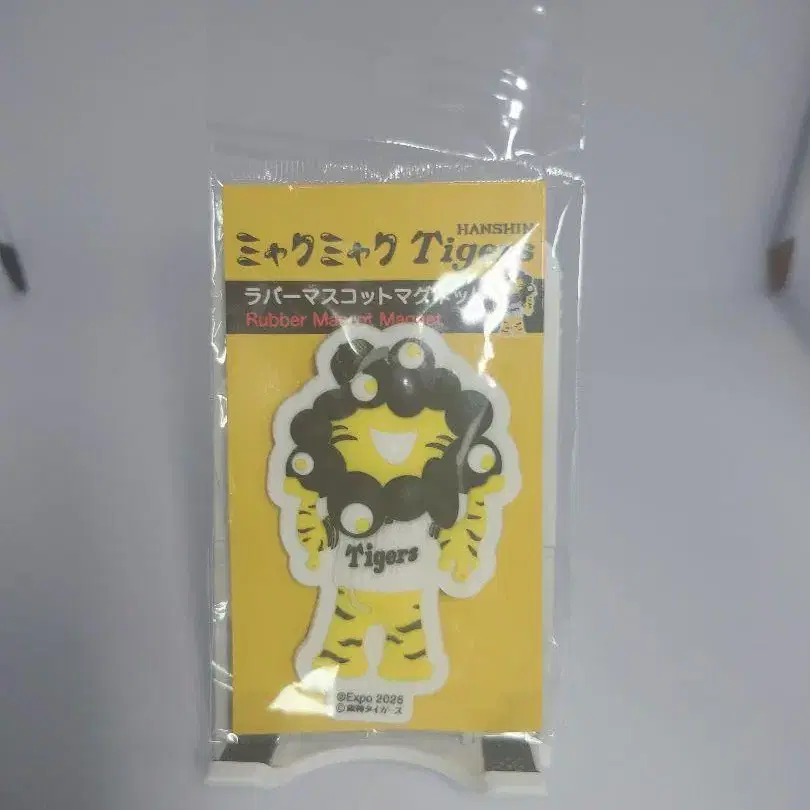 HANSHIN
ミャクミャク Tigers
ラバーマスコットマグネット
Rubber Mascot Magnet
Tigers
©Expo 2025
©阪神タイガース